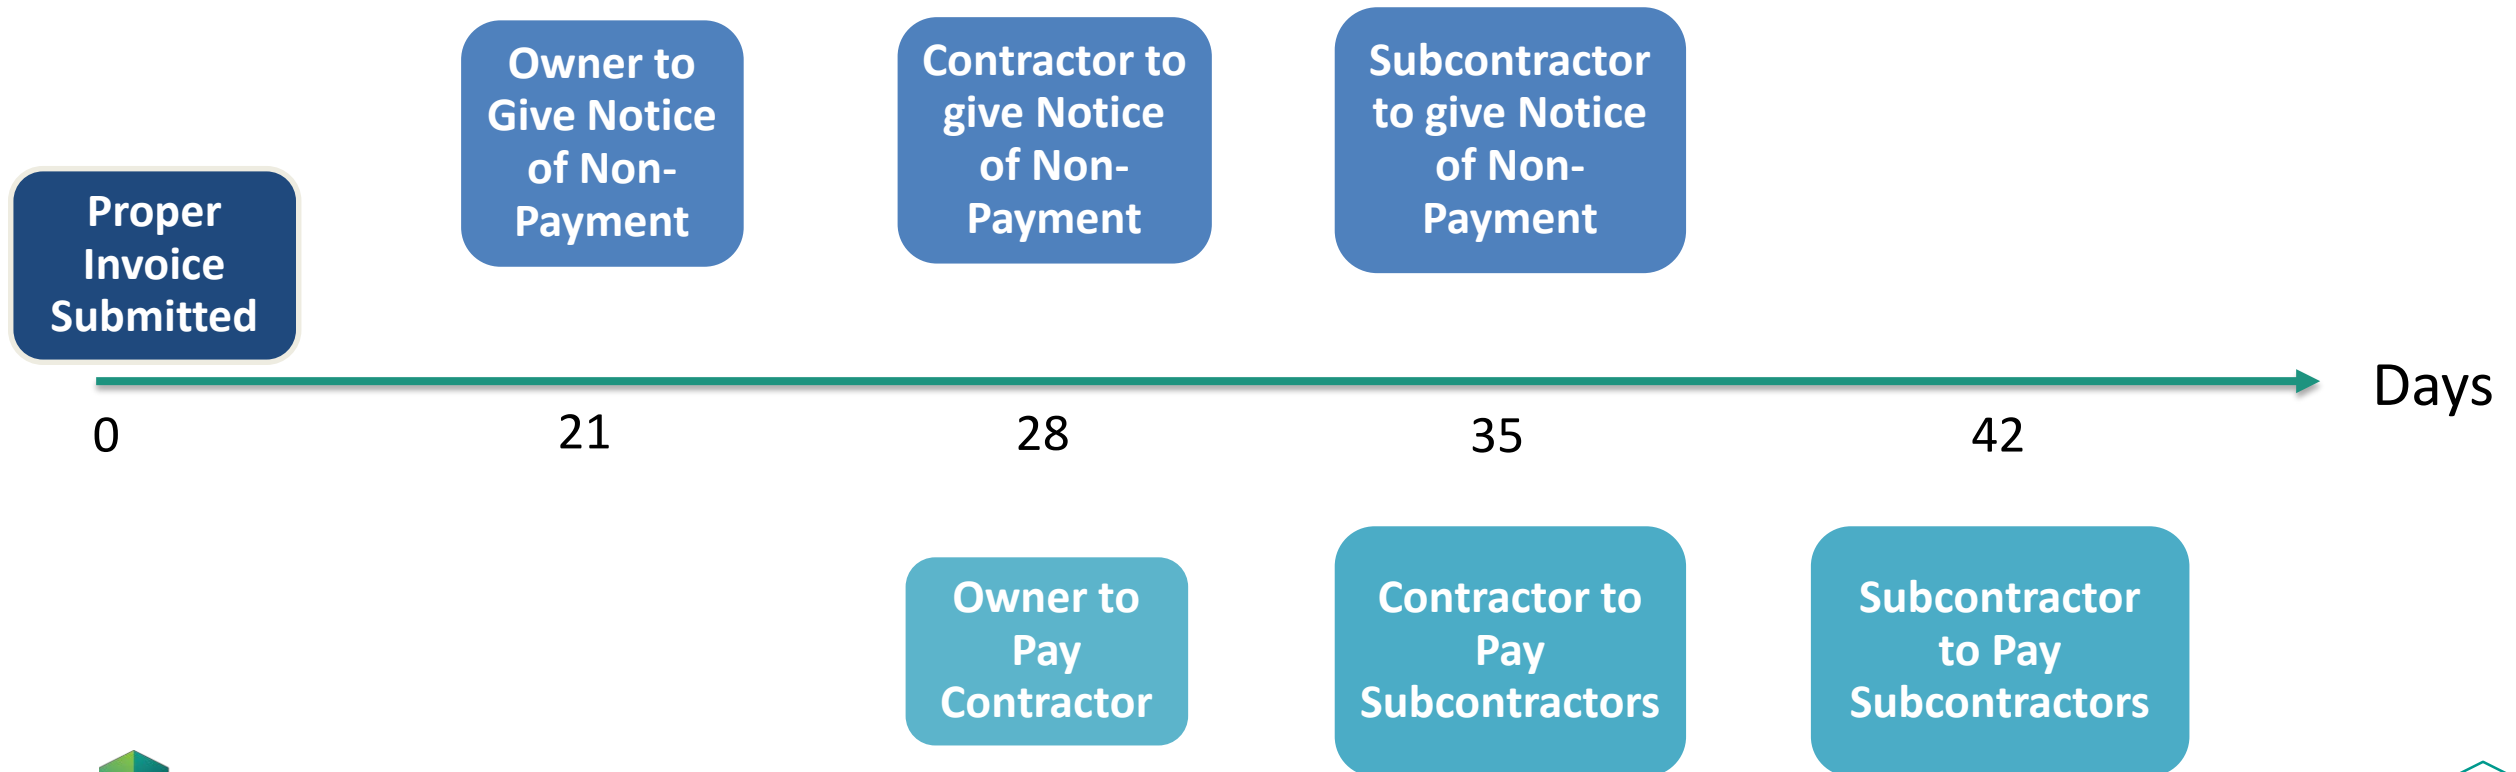 Proper
Invoice
Submitted
Owner to
Give Notice
of Non-
Payment
Contractor to
give Notice
of Non-
Payment
Subcontractor
to give Notice
of Non-
Payment
Days
0
21
28
35
42
Owner to
Pay
Contractor
Contractor to
Pay
Subcontractors
Subcontractor
to Pay
Subcontractors